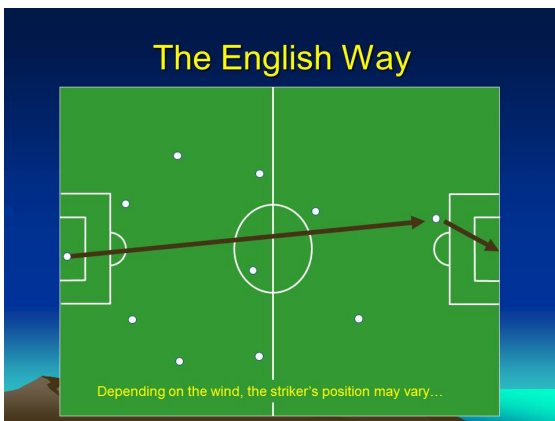 The English Way
Depending on the wind, the striker's position may vary…